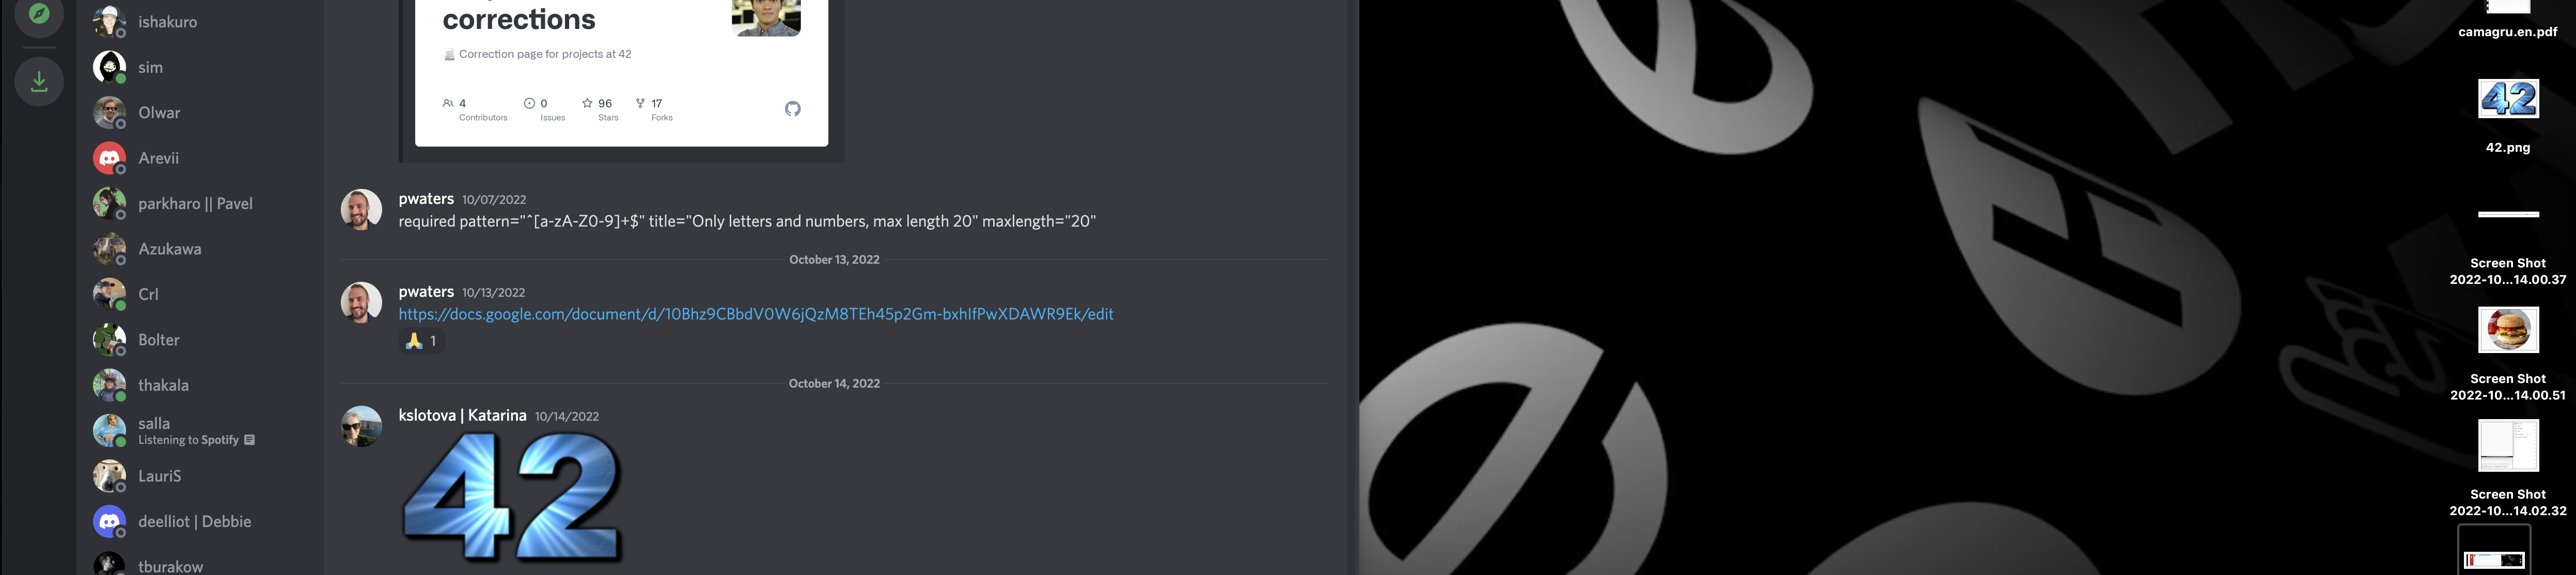 ishakuro
sim
Olwar
Arevii
parkharo || Pavel
Azukawa
Crl
Bolter
thakala
salla
Listening to Spotify
LauriS
deelliot | Debbie
tburakow
corrections
Correction page for projects at 42
4
Contributors
0
Issues
96
Stars
17
Forks
pwaters 10/07/2022
required pattern="^[a-zA-Z0-9]+$" title="Only letters and numbers, max length 20" maxlength="20"
October 13, 2022
pwaters 10/13/2022
https://docs.google.com/document/d/10Bhz9CBbdV0W6jQzM8TEh45p2Gm-bxhIfPwXDAWR9Ek/edit
1
October 14, 2022
kslotova | Katarina 10/14/2022
42
camagru.en.pdf
42
42.png
Screen Shot
2022-10...14.00.37
Screen Shot
2022-10...14.00.51
Screen Shot
2022-10...14.02.32